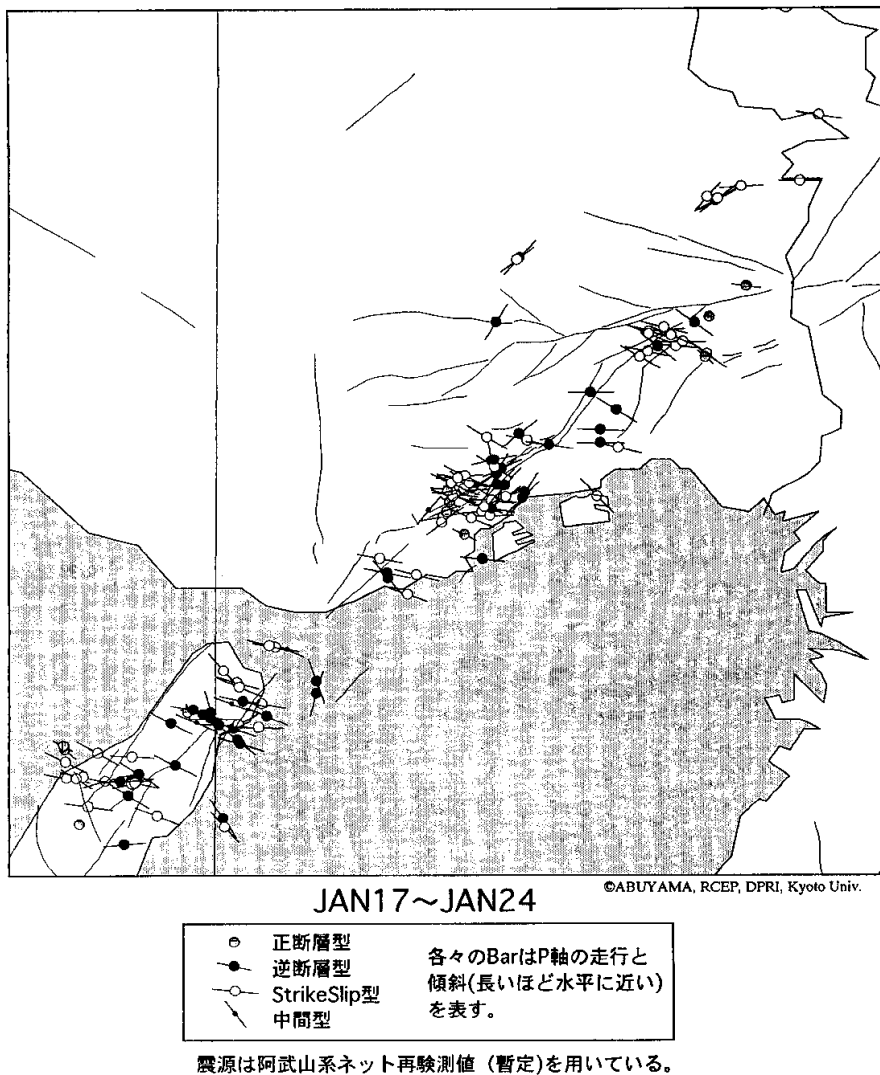 JAN17～JAN24
©ABUYAMA, RCEP, DPRI, Kyoto Univ.
正断層型
逆断層型
StrikeSlip型
中間型
各々のBarはP軸の走行と
傾斜(長いほど水平に近い)
を表す。
震源は阿武山系ネット再験測値（暫定)を用いている。